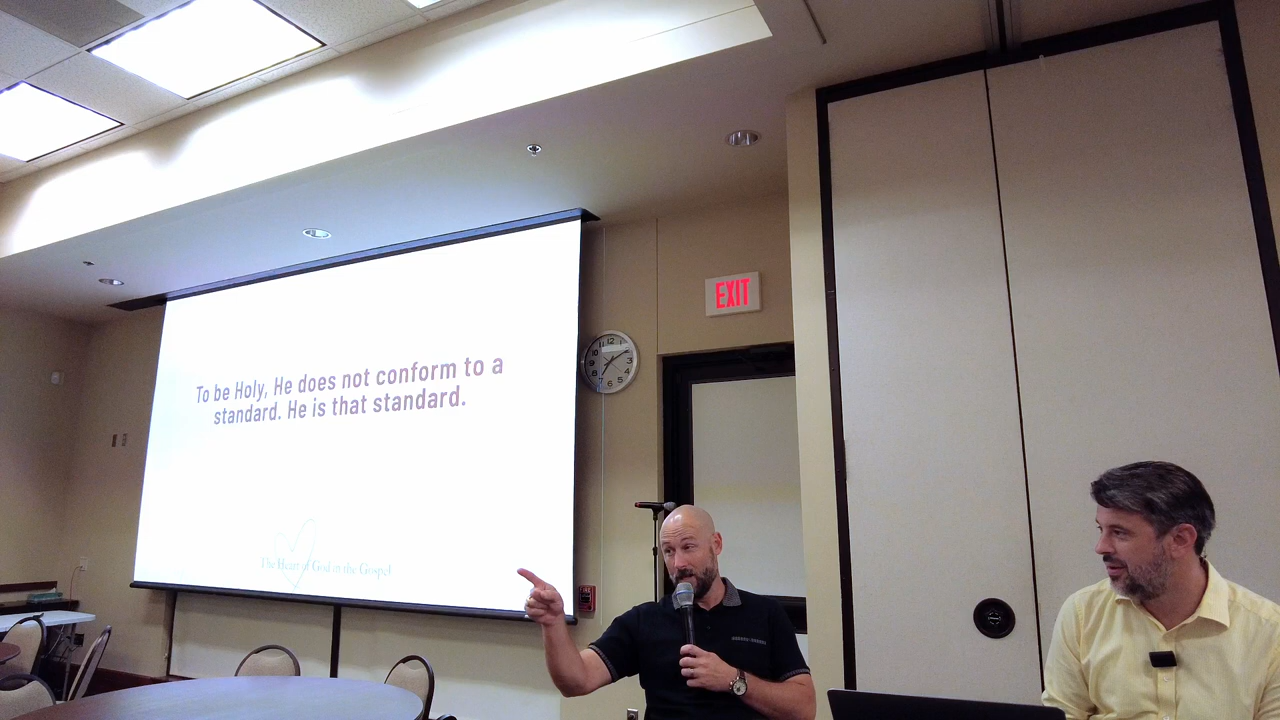 To be Holy, He does not conform to a
standard. He is that standard.
The Heart of God in the Gospel
EXIT